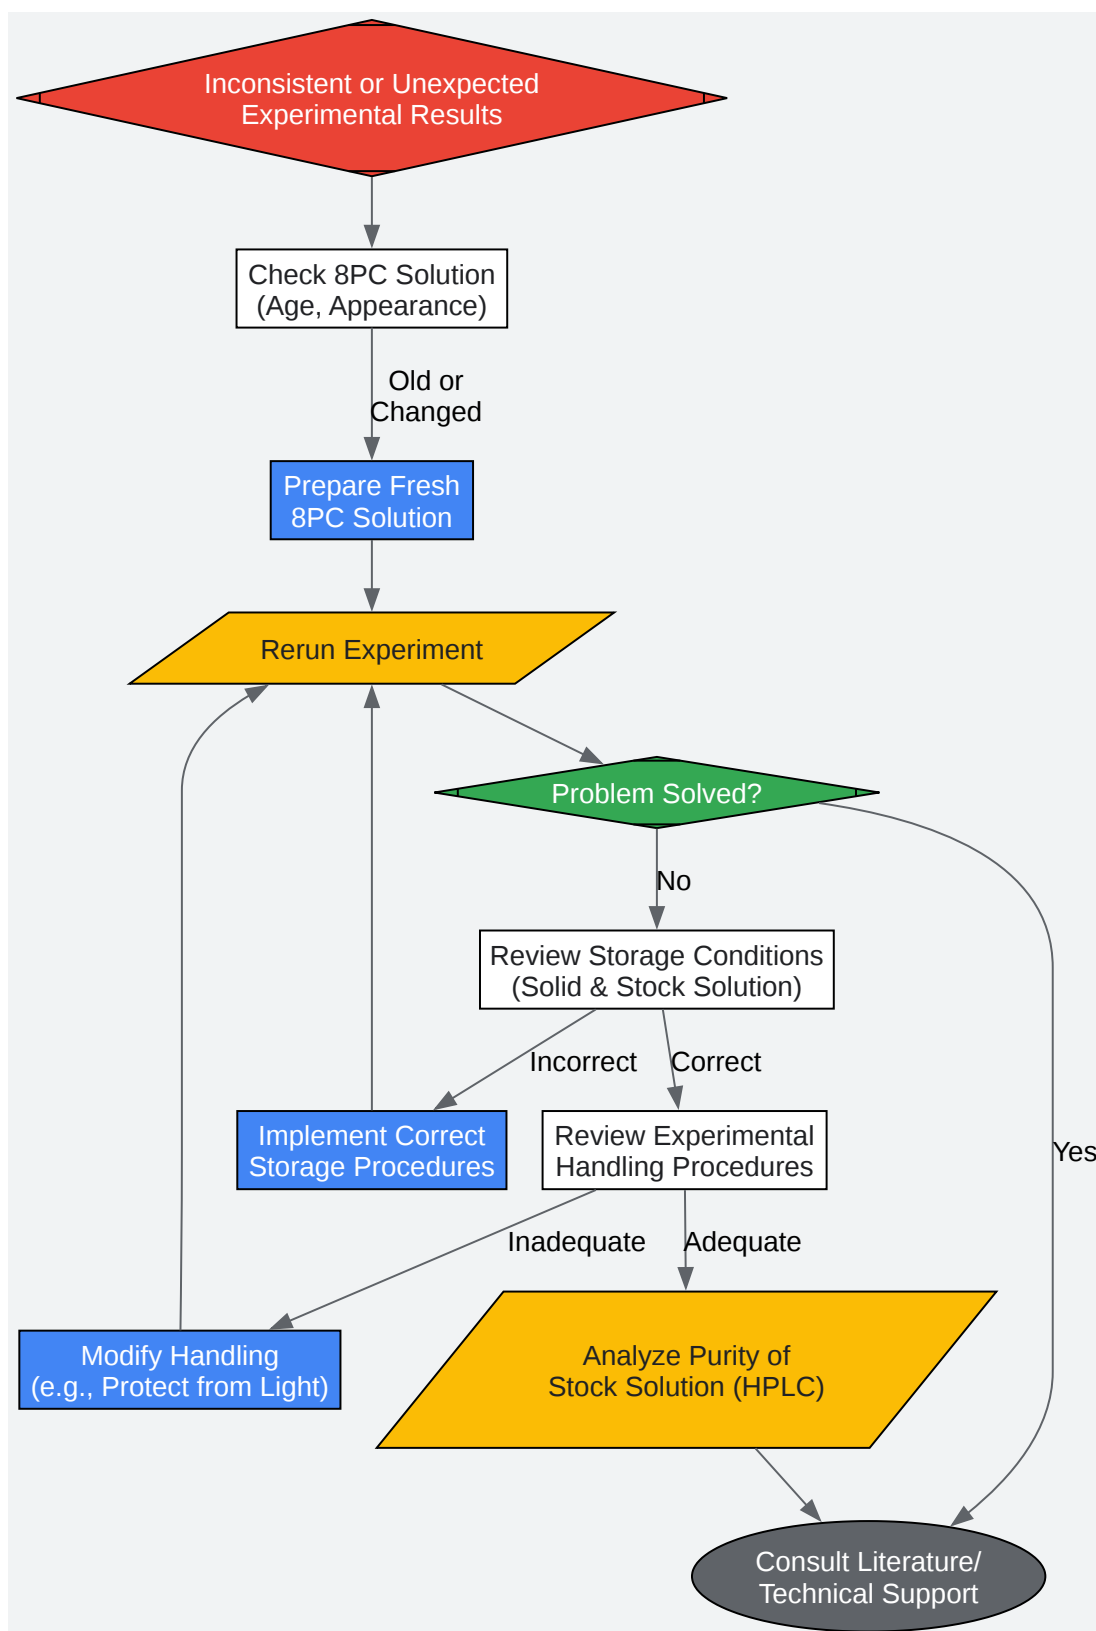 Inconsistent or Unexpected
Experimental Results
Check 8PC Solution
(Age, Appearance)
Old or
Changed
Prepare Fresh
8PC Solution
Rerun Experiment
Problem Solved?
No
Review Storage Conditions
(Solid & Stock Solution)
Incorrect
Correct
Implement Correct
Storage Procedures
Review Experimental
Handling Procedures
Yes
Inadequate
Adequate
Modify Handling
(e.g., Protect from Light)
Analyze Purity of
Stock Solution (HPLC)
Consult Literature/
Technical Support